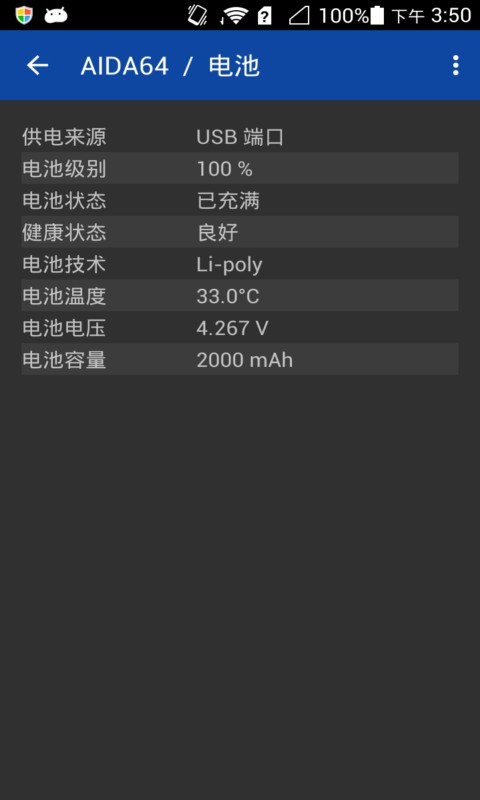 100% 下午 3:50
AIDA64 / 电池
供电来源 USB 端口
电池级别 100 %
电池状态 已充满
健康状态 良好
电池技术 Li-poly
电池温度 33.0°C
电池电压 4.267 V
电池容量 2000 mAh